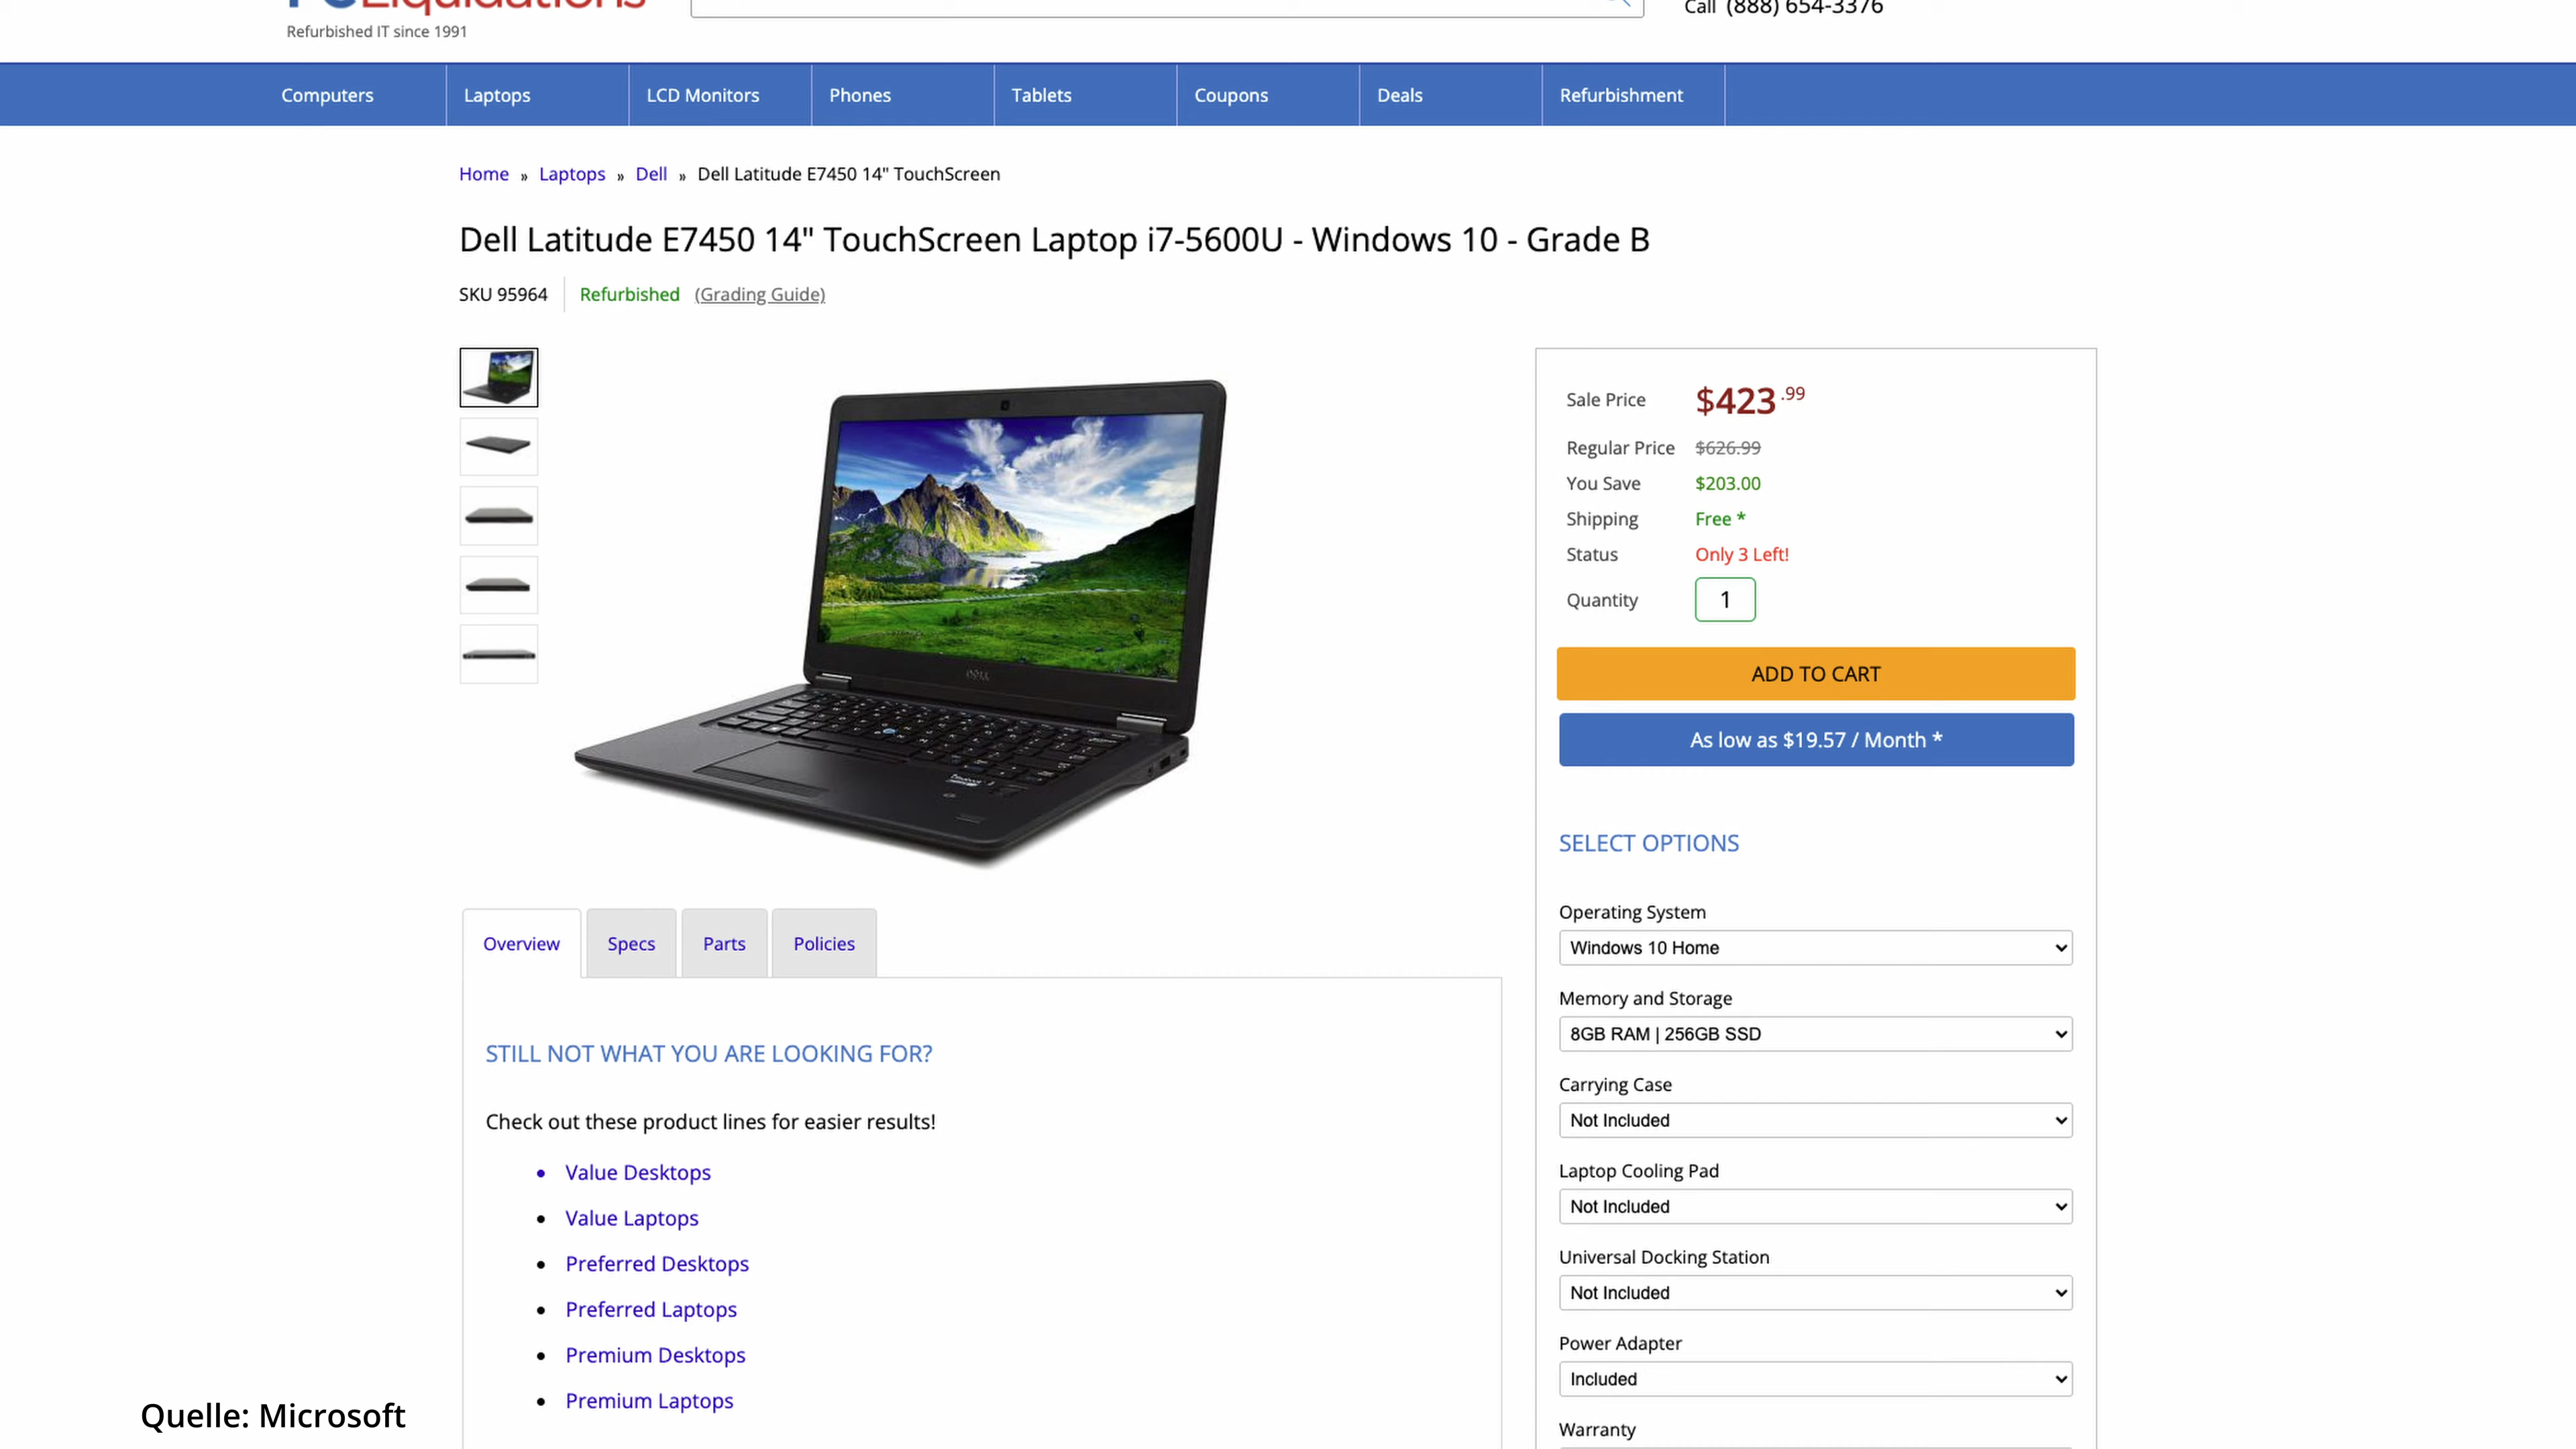 PCLiquidations
Call (888) 654-3376
Refurbished IT since 1991
Computers
Laptops
LCD Monitors
Phones
Tablets
Coupons
Deals
Refurbishment
Home » Laptops » Dell » Dell Latitude E7450 14" TouchScreen
Dell Latitude E7450 14" TouchScreen Laptop i7-5600U - Windows 10 - Grade B
SKU 95964
Refurbished (Grading Guide)
DELL
Sale Price $423.99
Regular Price $626.99
You Save $203.00
Shipping Free *
Status Only 3 Left!
Quantity 1
ADD TO CART
As low as $19.57 / Month *
SELECT OPTIONS
Operating System
Windows 10 Home
Memory and Storage
8GB RAM | 256GB SSD
Carrying Case
Not Included
Laptop Cooling Pad
Not Included
Universal Docking Station
Not Included
Power Adapter
Included
Warranty
Overview
Specs
Parts
Policies
STILL NOT WHAT YOU ARE LOOKING FOR?
Check out these product lines for easier results!
Value Desktops
Value Laptops
Preferred Desktops
Preferred Laptops
Premium Desktops
Premium Laptops
Quelle: Microsoft